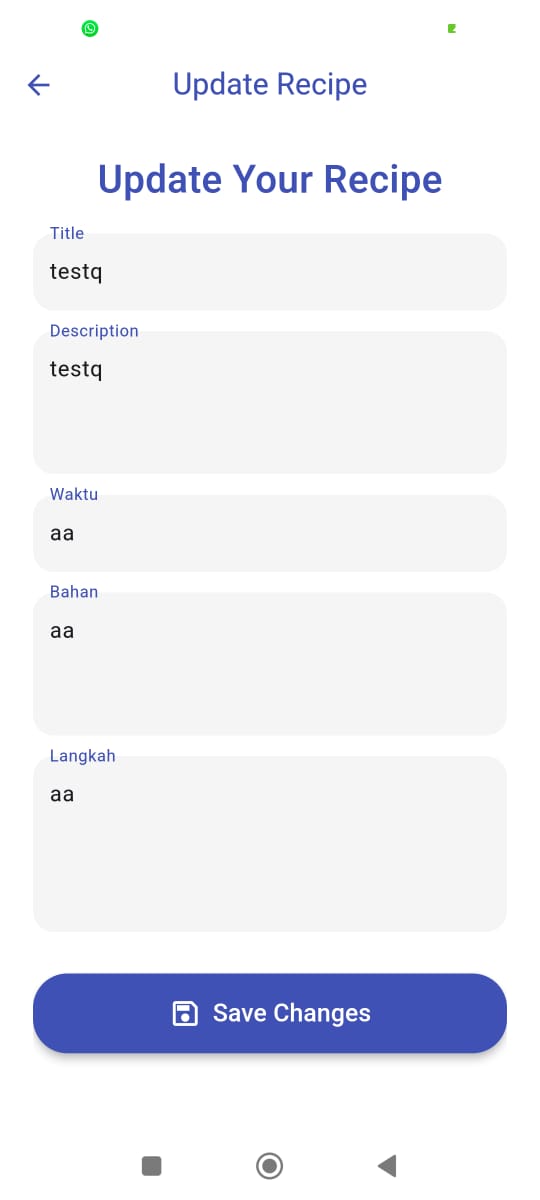 Update Recipe
Update Your Recipe
Title
testq
Description
testq
Waktu
aa
Bahan
aa
Langkah
aa
Save Changes